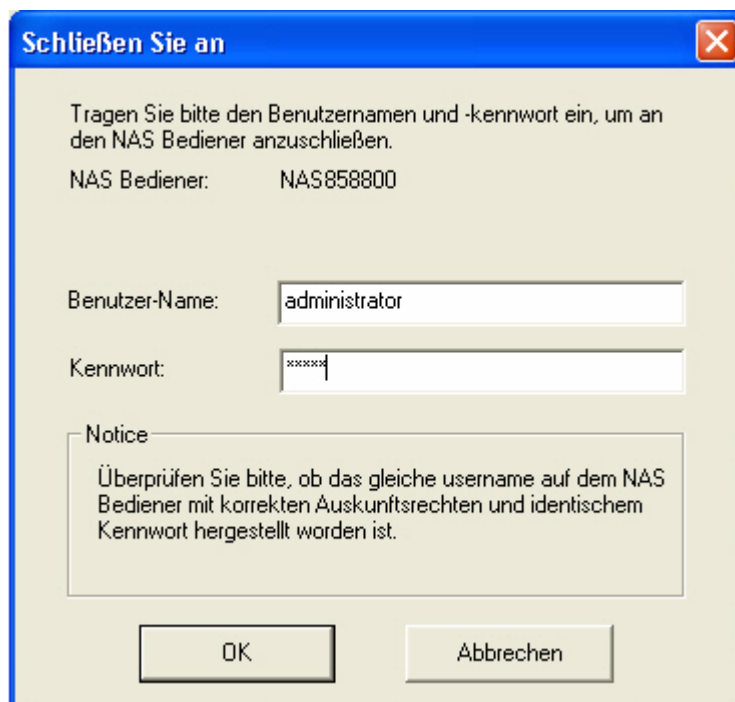 Schließen Sie an
Tragen Sie bitte den Benutzernamen und -kennwort ein, um an
den NAS Bediener anzuschließen.
NAS Bediener: NAS858800
Benutzer-Name: administrator
Kennwort: *****
Notice
Überprüfen Sie bitte, ob das gleiche username auf dem NAS
Bediener mit korrekten Auskunftsrechten und identischem
Kennwort hergestellt worden ist.
OK Abbrechen